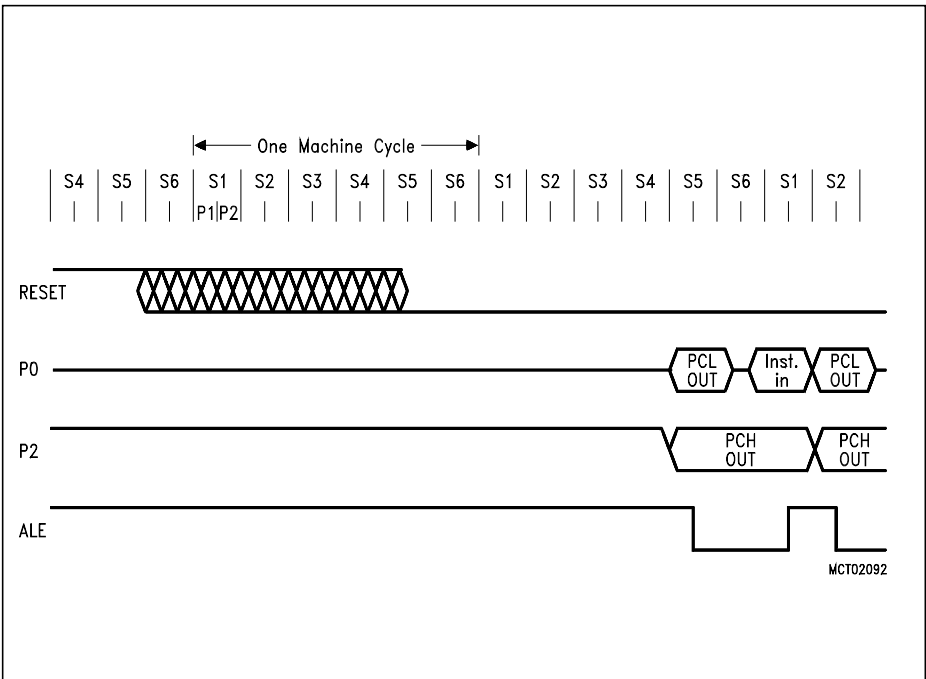 One Machine Cycle
S4 S5 S6 S1 S2 S3 S4 S5 S6 S1 S2 S3 S4 S5 S6 S1 S2
P1 P2
RESET
P0
PCL OUT
Inst. in
PCL OUT
P2
PCH OUT
PCH OUT
ALE
MCT02092